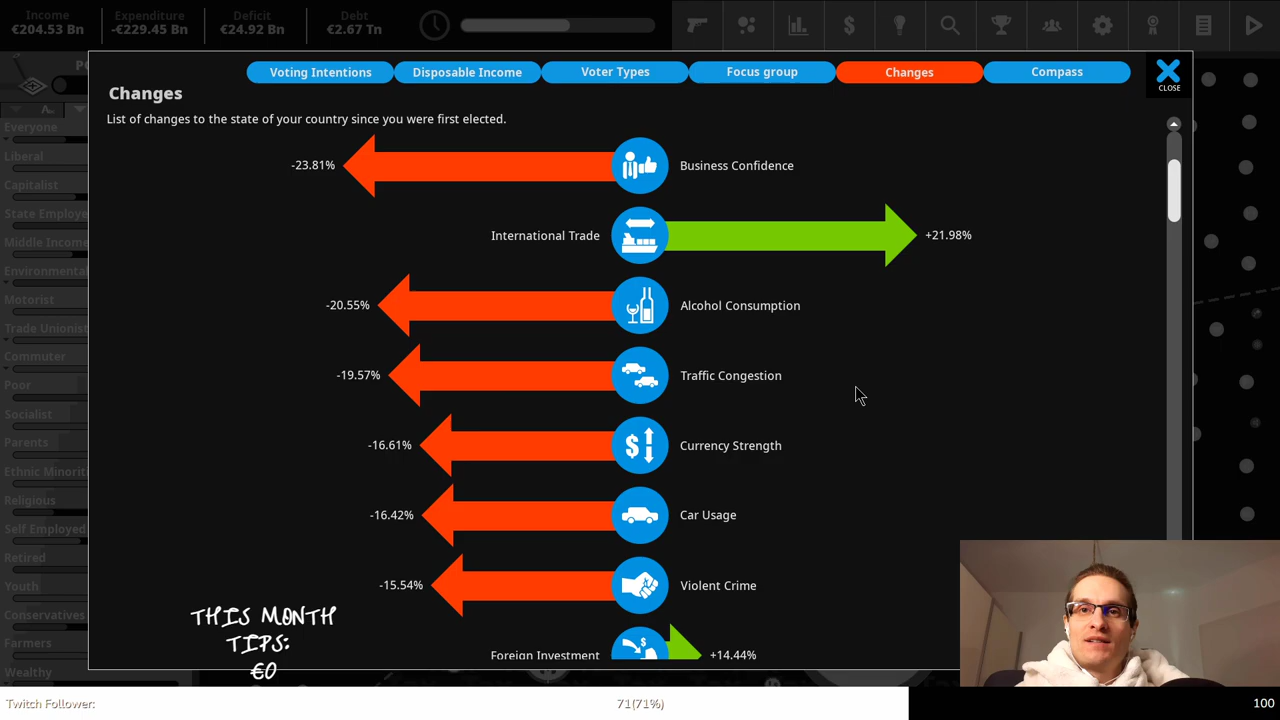 Income
Expenditure
Deficit
Debt
€204.53 Bn
-€229.45 Bn
€24.92 Bn
€2.67 Tn
Voting Intentions
Disposable Income
Voter Types
Focus group
Changes
Compass
CLOSE
Changes
List of changes to the state of your country since you were first elected.
Everyone
Liberal
Capitalist
State Employe
Middle Incom
Environmenta
Motorist
Trade Unionist
Commuter
Poor
Socialist
Parents
Ethnic Minorit
Religious
Self Employed
Retired
Youth
Conservatives
Farmers
Wealthy
-23.81%
Business Confidence
International Trade
+21.98%
-20.55%
Alcohol Consumption
-19.57%
Traffic Congestion
-16.61%
Currency Strength
-16.42%
Car Usage
-15.54%
Violent Crime
Foreign Investment
+14.44%
THIS MONTH
TIPS:
€0
Twitch Follower:
71(71%)
100